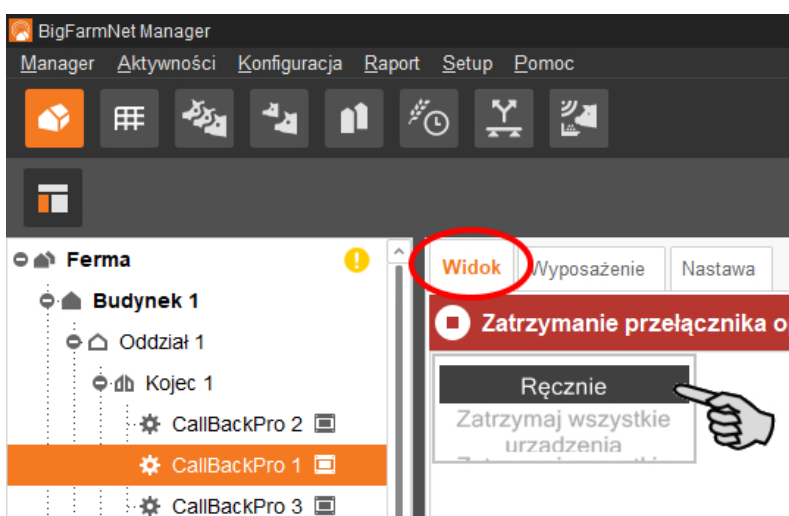 BigFarmNet Manager
Manager Aktywności Konfiguracja Raport Setup Pomoc
Ferma
Budynek 1
Oddział 1
Kojec 1
CallBackPro 2
CallBackPro 1
CallBackPro 3
Widok Wyposażenie Nastawa
Zatrzymanie przełącznika o
Ręcznie
Zatrzymaj wszystkie
urzadzenia